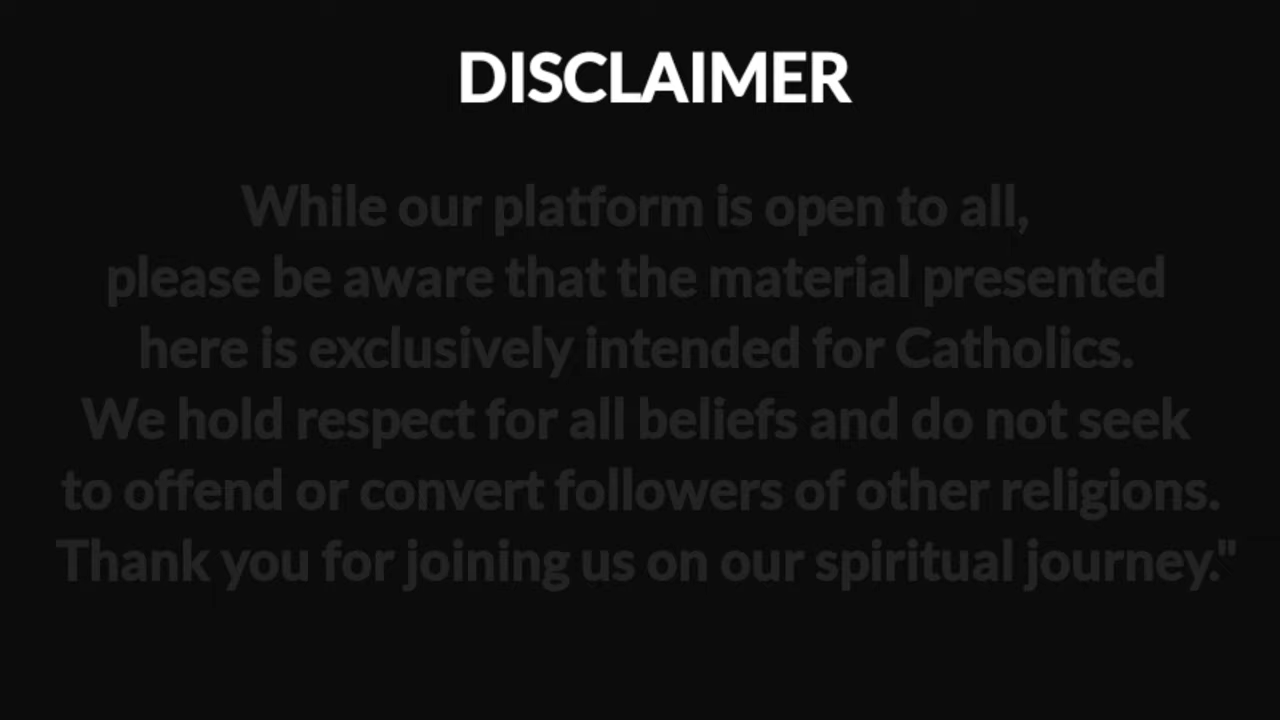 DISCLAIMER
While our platform is open to all,
please be aware that the material presented
here is exclusively intended for Catholics.
We hold respect for all beliefs and do not seek
to offend or convert followers of other religions.
Thank you for joining us on our spiritual journey."